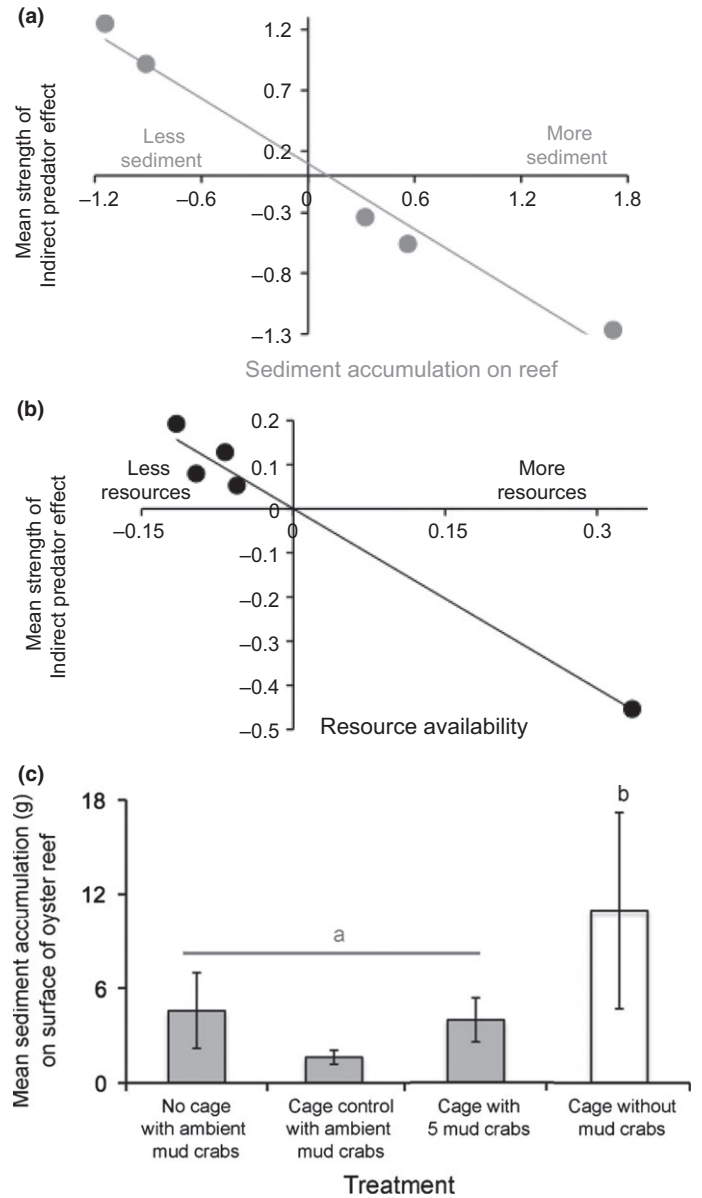 (a)
Mean strength of
Indirect predator effect
1.2
0.7
0.2
–0.3
–0.8
–1.3
Less
sediment
More
sediment
–1.2
–0.6
0
0.6
1.2
1.8
Sediment accumulation on reef
(b)
Mean strength of
Indirect predator effect
0.2
0.1
0
–0.1
–0.2
–0.3
–0.4
–0.5
Less
resources
More
resources
–0.15
0
0.15
0.3
Resource availability
(c)
Mean sediment accumulation (g)
on surface of oyster reef
18
12
6
0
a
b
No cage
with ambient
mud crabs
Cage control
with ambient
mud crabs
Cage with
5 mud crabs
Cage without
mud crabs
Treatment